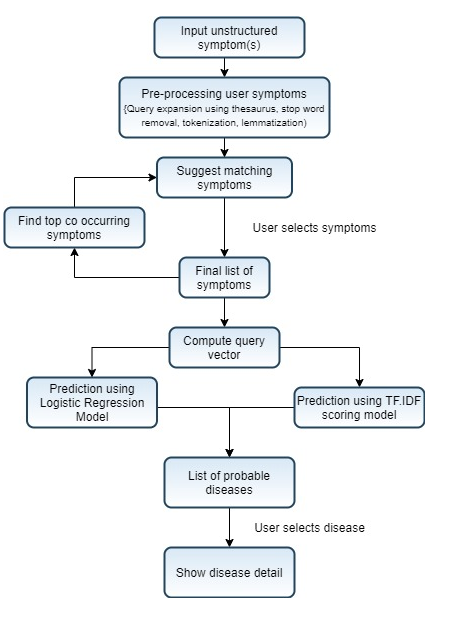 Input unstructured
symptom(s)
Pre-processing user symptoms
(Query expansion using thesaurus, stop word
removal, tokenization, lemmatization)
Suggest matching
symptoms
Find top co occurring
symptoms
User selects symptoms
Final list of
symptoms
Compute query
vector
Prediction using
Logistic Regression
Model
Prediction using TF.IDF
scoring model
List of probable
diseases
User selects disease
Show disease detail